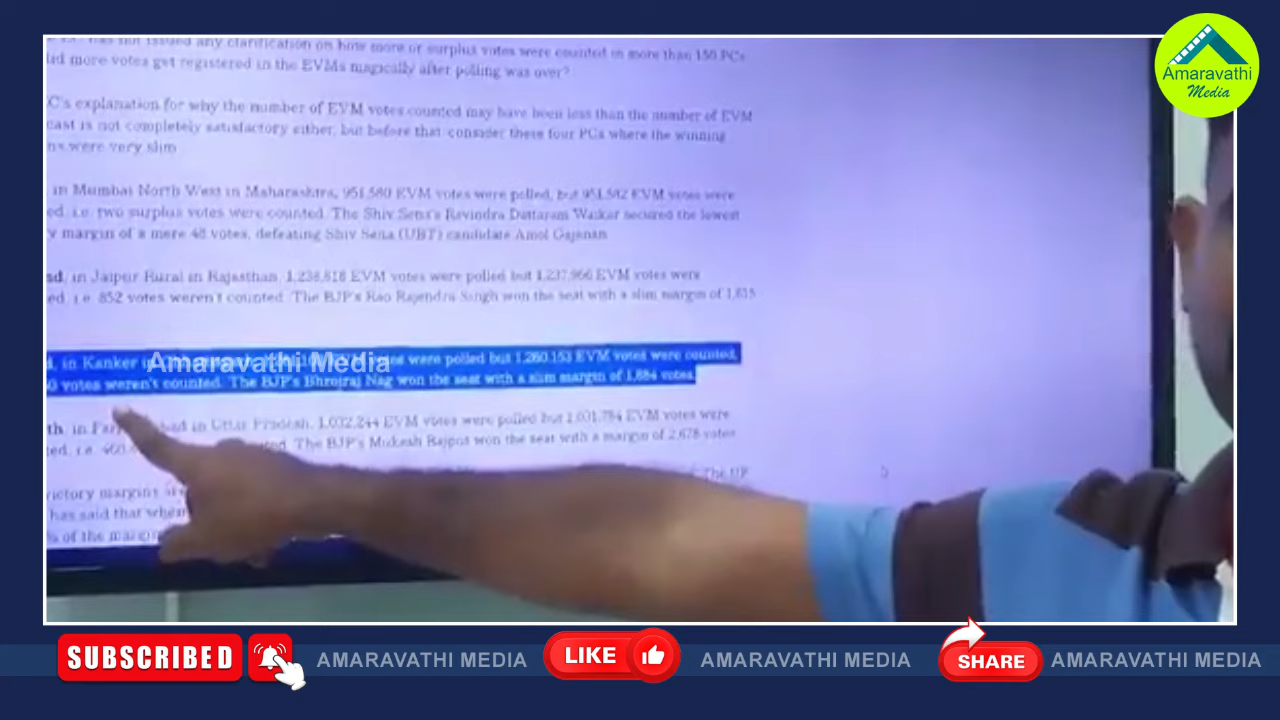 Amaravathi
Media
has not issued any clarification on how more or surplus votes were counted in more than 150 PCs
more votes get registered in the EVMs magically after polling was over?
C's explanation for why the number of EVM votes counted may have been less than the number of EVM
cast is not completely satisfactory either, but before that consider these four PCs where the winning
were very slim
in Mumbai North West in Maharashtra, 951,580 EVM votes were polled, but 951,582 EVM votes were
ed, i.e. two surplus votes were counted. The Shiv Sena's Ravindra Dattaram Waikar secured the lowest
y margin of a mere 48 votes, defeating Shiv Sena (UBT) candidate Amol Gajanan
in Jaipur Rural in Rajasthan, 1,238,818 EVM votes were polled but 1,237,966 EVM votes were
ed, i.e. 852 votes weren't counted. The BJP's Rao Rajendra Singh won the seat with a slim margin of 1,615
in Kanker EVM votes were polled but 1,260,153 EVM votes were counted,
Amaravathi Media
votes weren't counted. The BJP's Bhrojraj Nag won the seat with a slim margin of 1,884 votes.
in Uttar Pradesh, 1,032,244 EVM votes were polled but 1,031,784 EVM votes were
ted, i.e. 460 The BJP's Mukesh Rajput won the seat with a margin of 2,678 votes
The UP
victory margins
has said that when
% of the margin
SUBSCRIBED
AMARAVATHI MEDIA
LIKE
AMARAVATHI MEDIA
SHARE
AMARAVATHI MEDIA